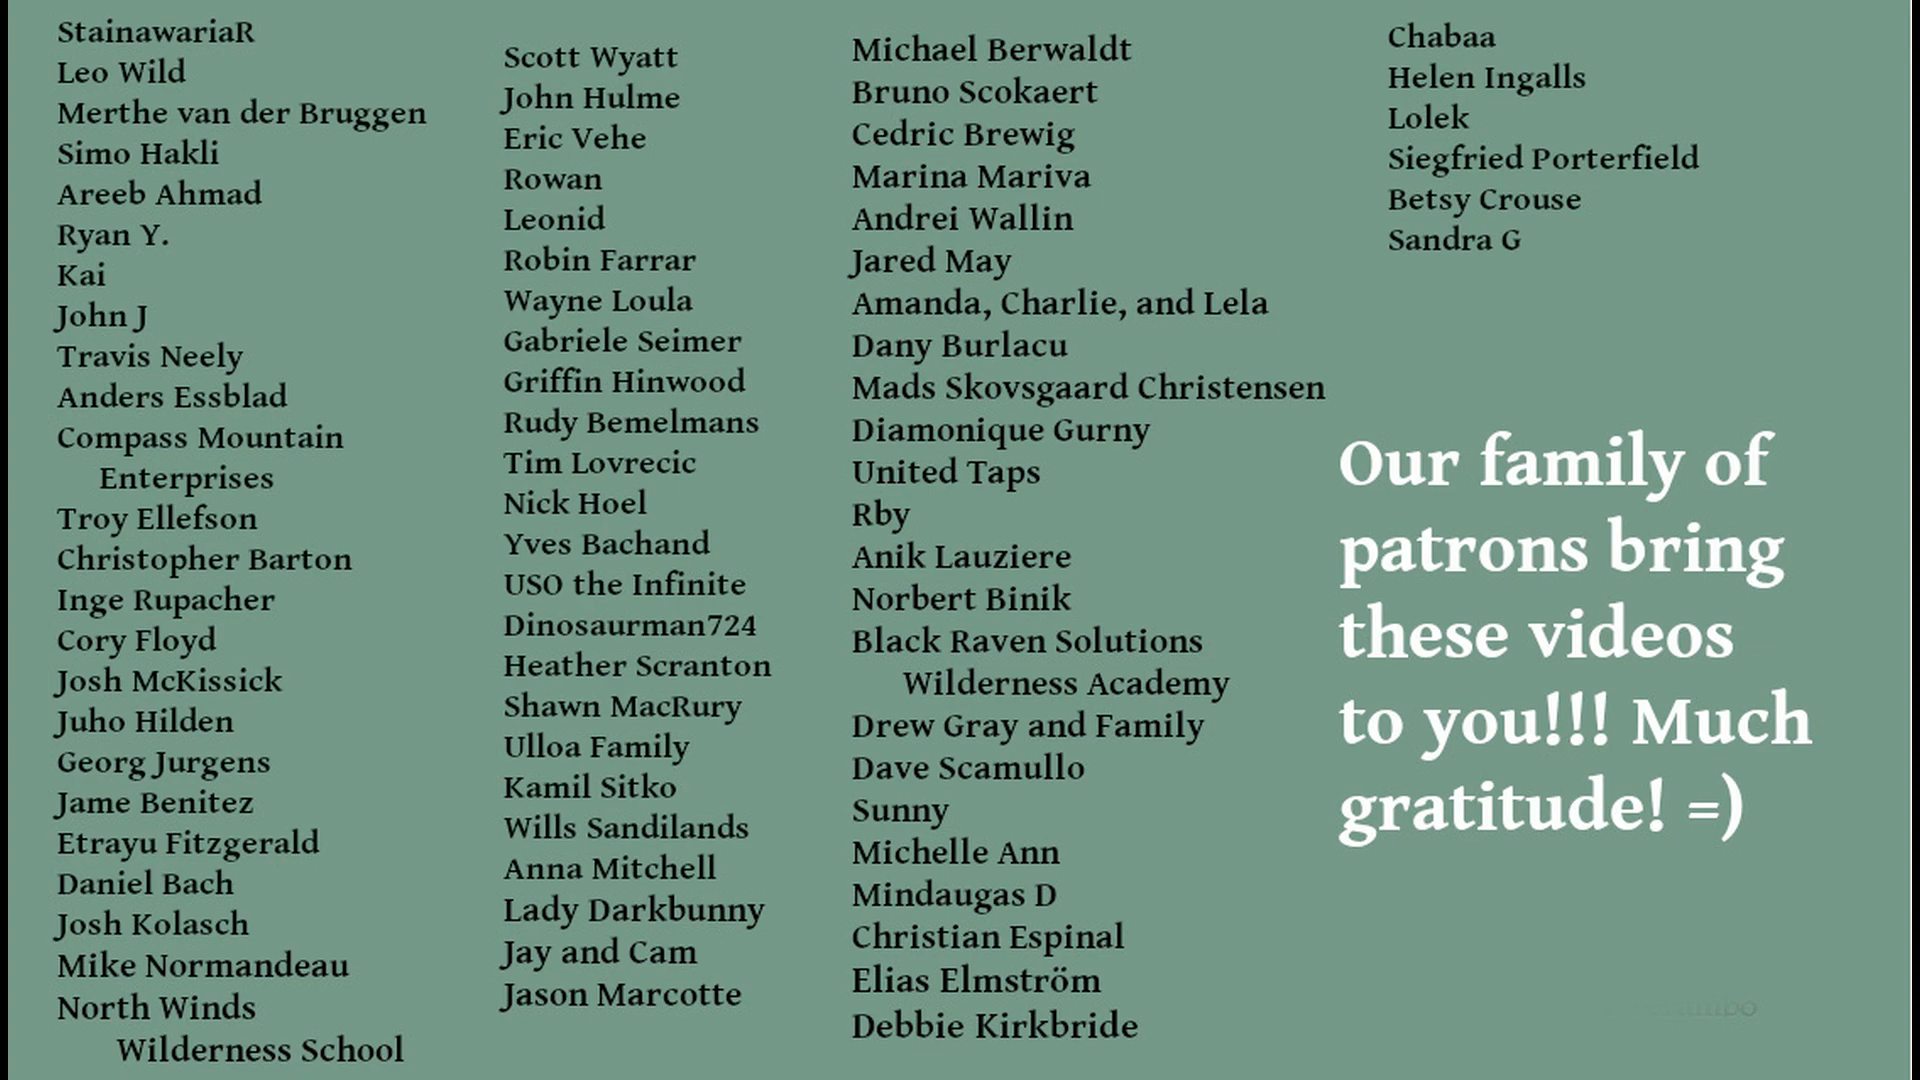 StainawariaR
Leo Wild
Merthe van der Bruggen
Simo Hakli
Areeb Ahmad
Ryan Y.
Kai
John J
Travis Neely
Anders Essblad
Compass Mountain
Enterprises
Troy Ellefson
Christopher Barton
Inge Rupacher
Cory Floyd
Josh McKissick
Juho Hilden
Georg Jurgens
Jame Benitez
Etrayu Fitzgerald
Daniel Bach
Josh Kolasch
Mike Normandeau
North Winds
Wilderness School
Scott Wyatt
John Hulme
Eric Vehe
Rowan
Leonid
Robin Farrar
Wayne Loula
Gabriele Seimer
Griffin Hinwood
Rudy Bemelmans
Tim Lovrecic
Nick Hoel
Yves Bachand
USO the Infinite
Dinosaurman724
Heather Scranton
Shawn MacRury
Ulloa Family
Kamil Sitko
Wills Sandilands
Anna Mitchell
Lady Darkbunny
Jay and Cam
Jason Marcotte
Michael Berwaldt
Bruno Scokaert
Cedric Brewig
Marina Mariva
Andrei Wallin
Jared May
Amanda, Charlie, and Lela
Dany Burlacu
Mads Skovsgaard Christensen
Diamonique Gurny
United Taps
Rby
Anik Lauziere
Norbert Binik
Black Raven Solutions
Wilderness Academy
Drew Gray and Family
Dave Scamullo
Sunny
Michelle Ann
Mindaugas D
Christian Espinal
Elias Elmström
Debbie Kirkbride
Chabaa
Helen Ingalls
Lolek
Siegfried Porterfield
Betsy Crouse
Sandra G
Our family of
patrons bring
these videos
to you!!! Much
gratitude! =)